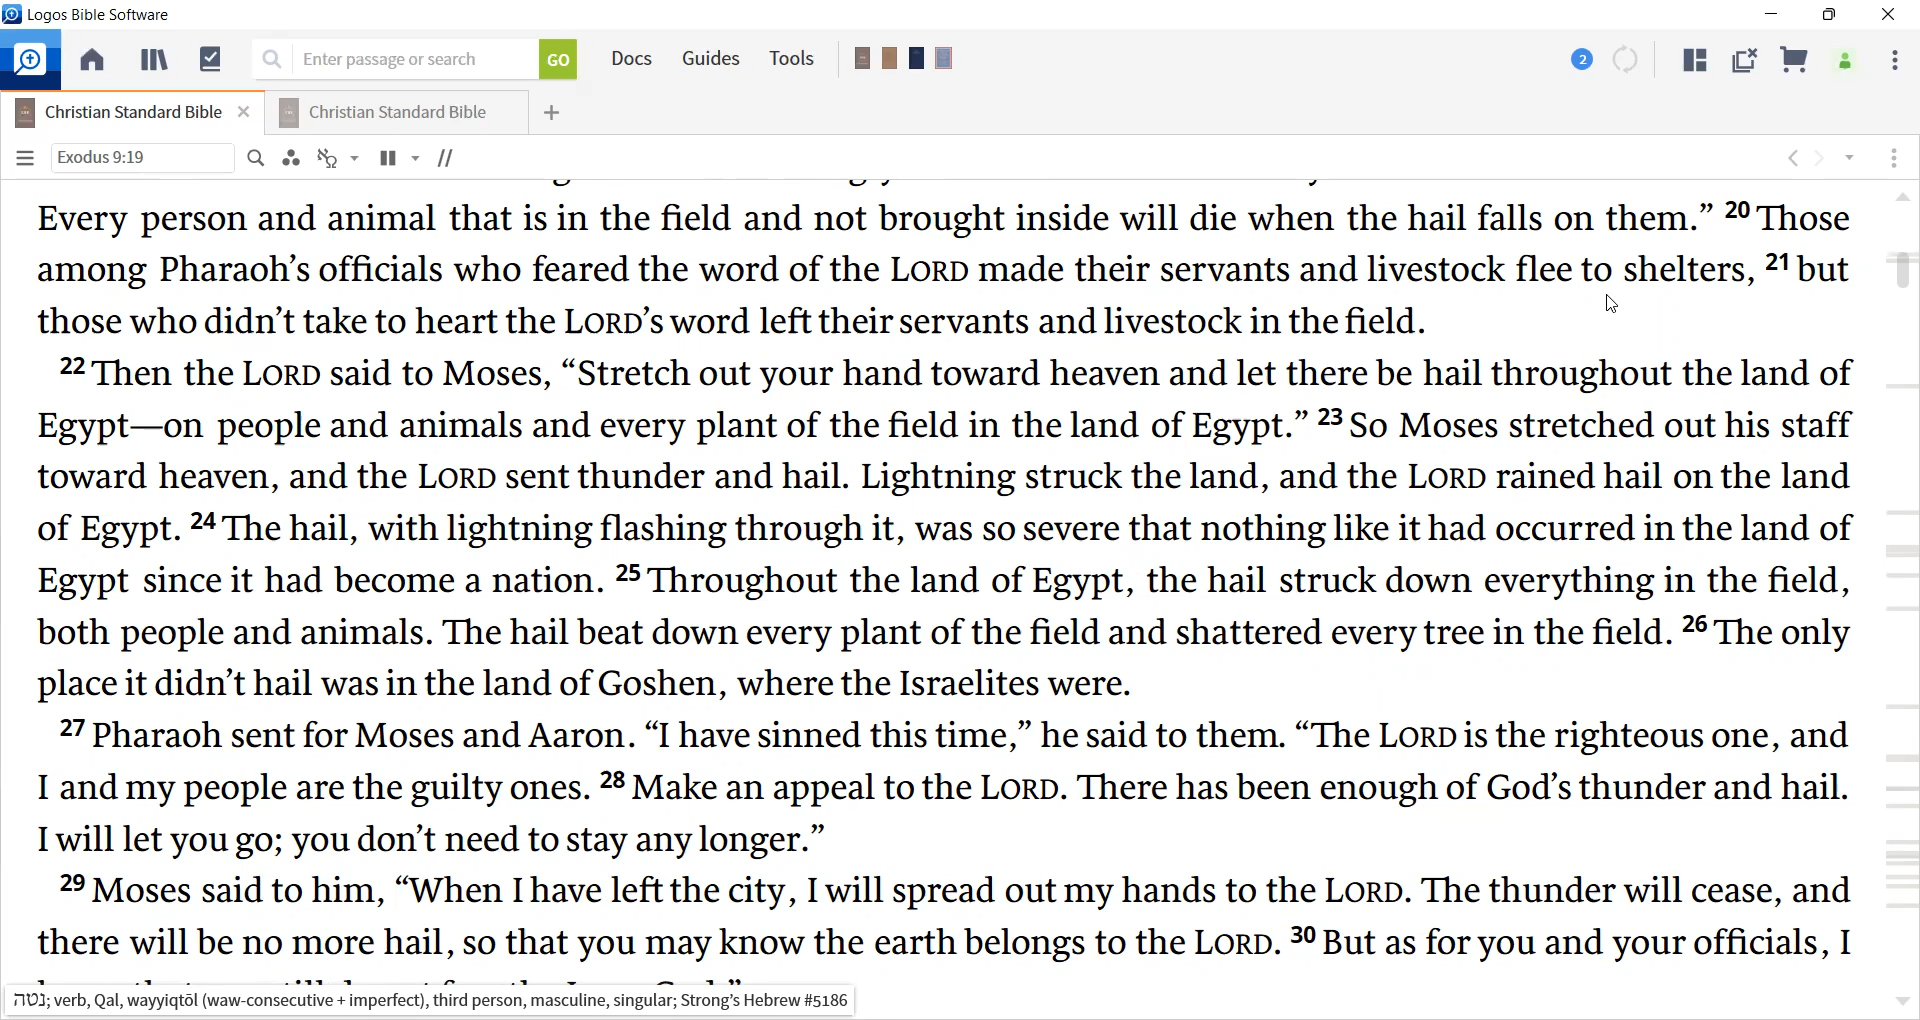 Logos Bible Software
Enter passage or search
GO
Docs
Guides
Tools
2
Christian Standard Bible
Christian Standard Bible
Exodus 9:19
Every person and animal that is in the field and not brought inside will die when the hail falls on them.” 20 Those
among Pharaoh’s officials who feared the word of the LORD made their servants and livestock flee to shelters, 21 but
those who didn’t take to heart the LORD’s word left their servants and livestock in the field.
22 Then the LORD said to Moses, “Stretch out your hand toward heaven and let there be hail throughout the land of
Egypt—on people and animals and every plant of the field in the land of Egypt.” 23 So Moses stretched out his staff
toward heaven, and the LORD sent thunder and hail. Lightning struck the land, and the LORD rained hail on the land
of Egypt. 24 The hail, with lightning flashing through it, was so severe that nothing like it had occurred in the land of
Egypt since it had become a nation. 25 Throughout the land of Egypt, the hail struck down everything in the field,
both people and animals. The hail beat down every plant of the field and shattered every tree in the field. 26 The only
place it didn’t hail was in the land of Goshen, where the Israelites were.
27 Pharaoh sent for Moses and Aaron. “I have sinned this time,” he said to them. “The LORD is the righteous one, and
I and my people are the guilty ones. 28 Make an appeal to the LORD. There has been enough of God’s thunder and hail.
I will let you go; you don’t need to stay any longer.”
29 Moses said to him, “When I have left the city, I will spread out my hands to the LORD. The thunder will cease, and
there will be no more hail, so that you may know the earth belongs to the LORD. 30 But as for you and your officials, I
נטה; verb, Qal, wayyiqtōl (waw-consecutive + imperfect), third person, masculine, singular; Strong’s Hebrew #5186